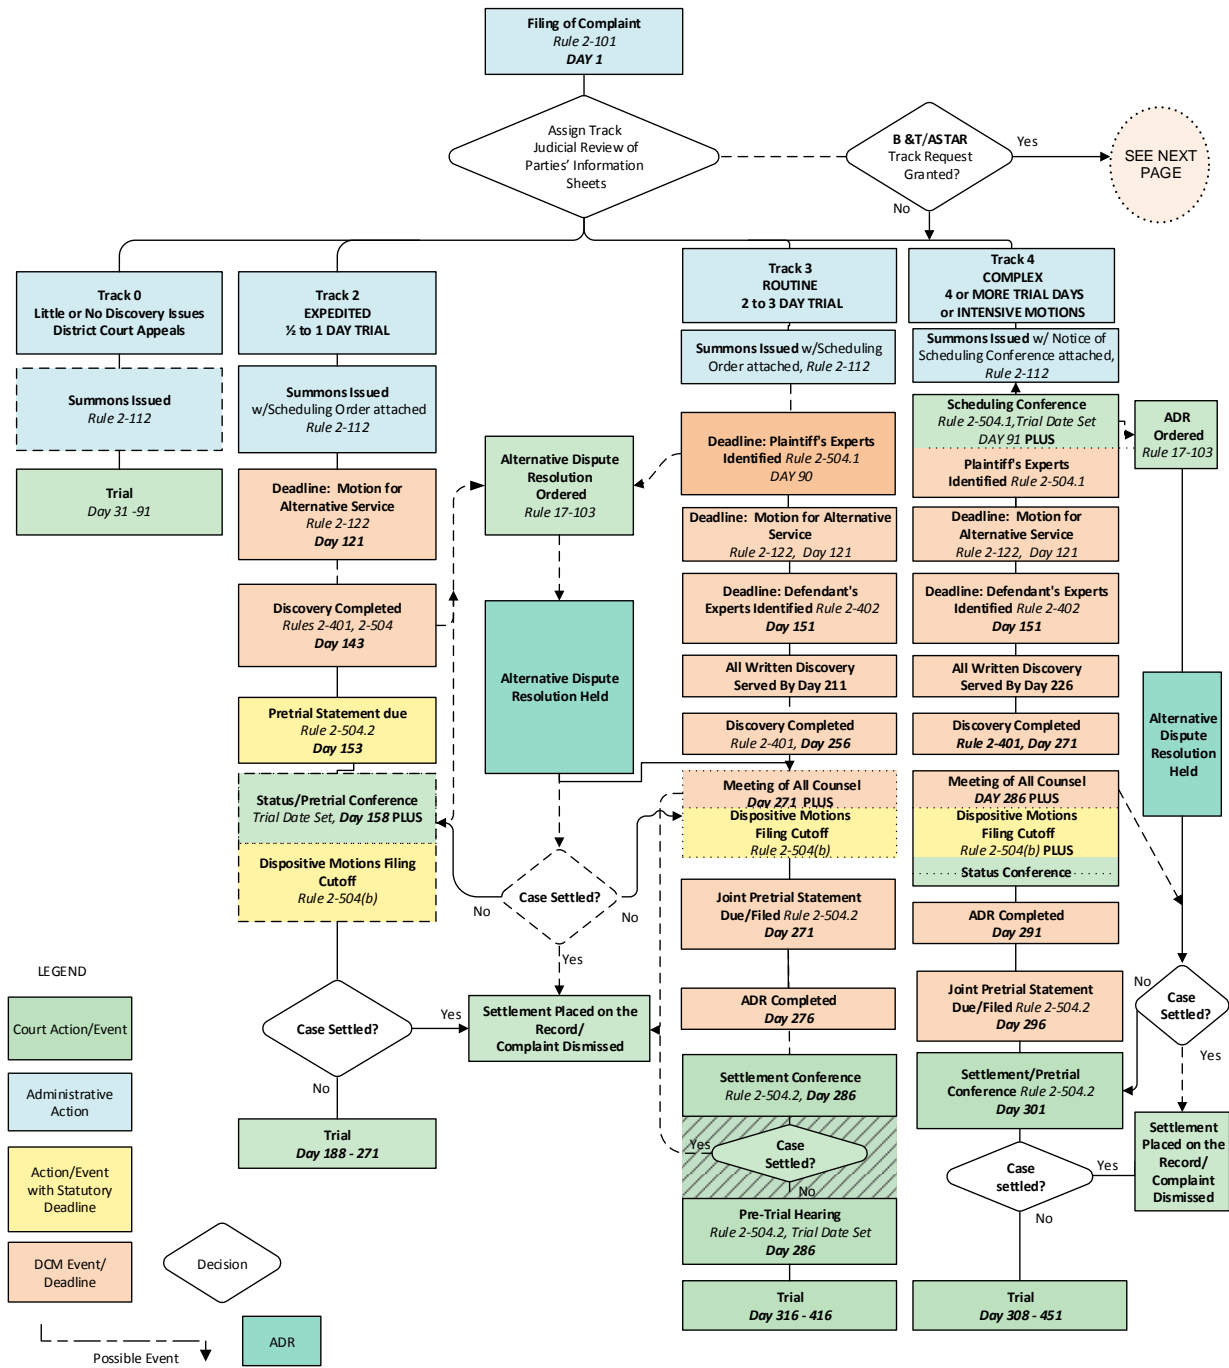 Filing of Complaint
Rule 2-101
DAY 1
Assign Track
Judicial Review of
Parties' Information
Sheets
B &T/ASTAR
Track Request
Granted?
Yes
No
SEE NEXT
PAGE
Track 0
Little or No Discovery Issues
District Court Appeals
Summons Issued
Rule 2-112
Trial
Day 31 -91
Track 2
EXPEDITED
½ to 1 DAY TRIAL
Summons Issued
w/Scheduling Order attached
Rule 2-112
Deadline: Motion for
Alternative Service
Rule 2-122
Day 121
Discovery Completed
Rules 2-401, 2-504
Day 143
Pretrial Statement due
Rule 2-504.2
Day 153
Status/Pretrial Conference
Trial Date Set, Day 158 PLUS
Dispositive Motions Filing
Cutoff
Rule 2-504(b)
Case Settled?
Yes
No
Trial
Day 188 - 271
Alternative Dispute
Resolution
Ordered
Rule 17-103
Alternative Dispute
Resolution Held
Case Settled?
No
No
Yes
Settlement Placed on the
Record/
Complaint Dismissed
Track 3
ROUTINE
2 to 3 DAY TRIAL
Summons Issued w/Scheduling
Order attached, Rule 2-112
Deadline: Plaintiff's Experts
Identified Rule 2-504.1
DAY 90
Deadline: Motion for Alternative
Service
Rule 2-122, Day 121
Deadline: Defendant's
Experts Identified Rule 2-402
Day 151
All Written Discovery
Served By Day 211
Discovery Completed
Rule 2-401, Day 256
Meeting of All Counsel
Day 271 PLUS
Dispositive Motions
Filing Cutoff
Rule 2-504(b)
Joint Pretrial Statement
Due/Filed Rule 2-504.2
Day 271
ADR Completed
Day 276
Settlement Conference
Rule 2-504.2, Day 286
Yes
Case
Settled?
No
Pre-Trial Hearing
Rule 2-504.2, Trial Date Set
Day 286
Trial
Day 316 - 416
Track 4
COMPLEX
4 or MORE TRIAL DAYS
or INTENSIVE MOTIONS
Summons Issued w/ Notice of
Scheduling Conference attached,
Rule 2-112
Scheduling Conference
Rule 2-504.1,Trial Date Set
DAY 91 PLUS
Plaintiff's Experts
Identified Rule 2-504.1
Deadline: Motion for
Alternative Service
Rule 2-122, Day 121
Deadline: Defendant's Experts
Identified Rule 2-402
Day 151
All Written Discovery
Served By Day 226
Discovery Completed
Rule 2-401, Day 271
Meeting of All Counsel
DAY 286 PLUS
Dispositive Motions
Filing Cutoff
Rule 2-504(b) PLUS
Status Conference
ADR Completed
Day 291
Joint Pretrial Statement
Due/Filed Rule 2-504.2
Day 296
Settlement/Pretrial
Conference Rule 2-504.2
Day 301
Case
settled?
Yes
No
Trial
Day 308 - 451
ADR
Ordered
Rule 17-103
Alternative
Dispute
Resolution
Held
No
Case
Settled?
Yes
Settlement
Placed on the
Record/
Complaint
Dismissed
LEGEND
Court Action/Event
Administrative
Action
Action/Event
with Statutory
Deadline
DCM Event/
Deadline
Decision
Possible Event
ADR